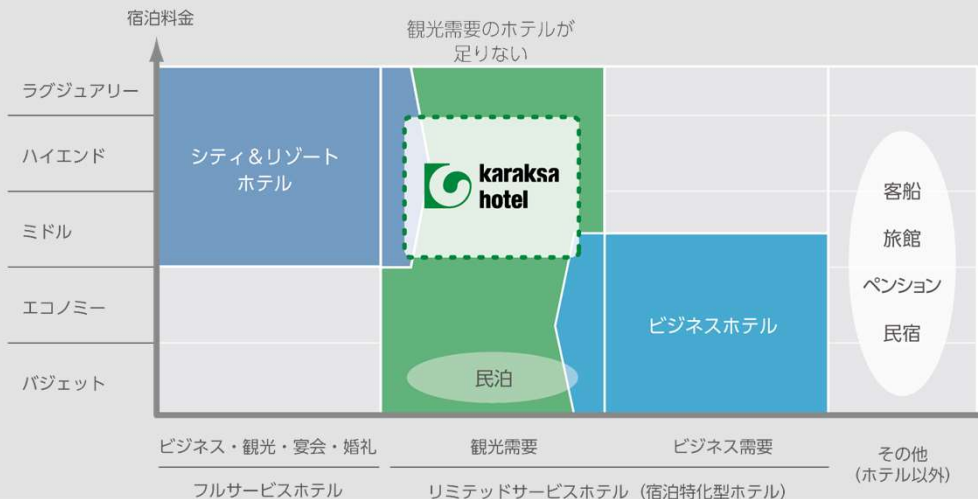 宿泊料金
観光需要のホテルが
足りない
ラグジュアリー
ハイエンド
ミドル
エコノミー
バジェット
シティ&リゾート
ホテル
karaksa
hotel
ビジネスホテル
民泊
客船
旅館
ペンション
民宿
ビジネス・観光・宴会・婚礼
観光需要
ビジネス需要
その他
(ホテル以外)
フルサービスホテル
リミテッドサービスホテル(宿泊特化型ホテル)